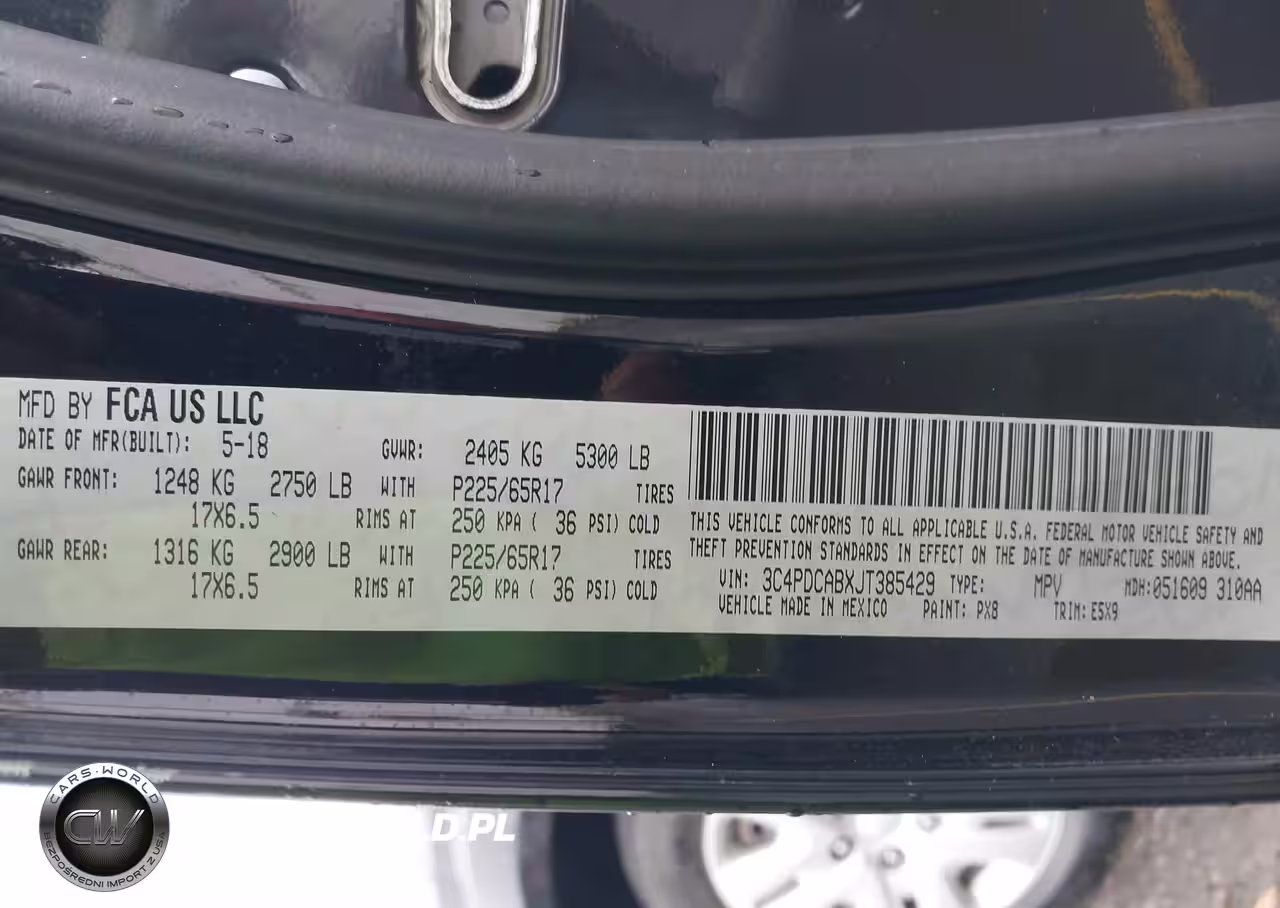 MFD BY FCA US LLC
DATE OF MFR(BUILT): 5-18 GVWR: 2405 KG 5300 LB
GAWR FRONT: 1248 KG 2750 LB WITH P225/65R17 TIRES
17X6.5 RIMS AT 250 KPA ( 36 PSI) COLD
GAWR REAR: 1316 KG 2900 LB WITH P225/65R17 TIRES
17X6.5 RIMS AT 250 KPA ( 36 PSI) COLD
THIS VEHICLE CONFORMS TO ALL APPLICABLE U.S.A. FEDERAL MOTOR VEHICLE SAFETY AND
THEFT PREVENTION STANDARDS IN EFFECT ON THE DATE OF MANUFACTURE SHOWN ABOVE.
VIN: 3C4PDCABXJT385429 TYPE: MPV MDH:051609 310AA
VEHICLE MADE IN MEXICO PAINT: PX8 TRIM: E5X9
CARS-WORLD
CW
BEZPOŚREDNI IMPORT Z USA
D.PL